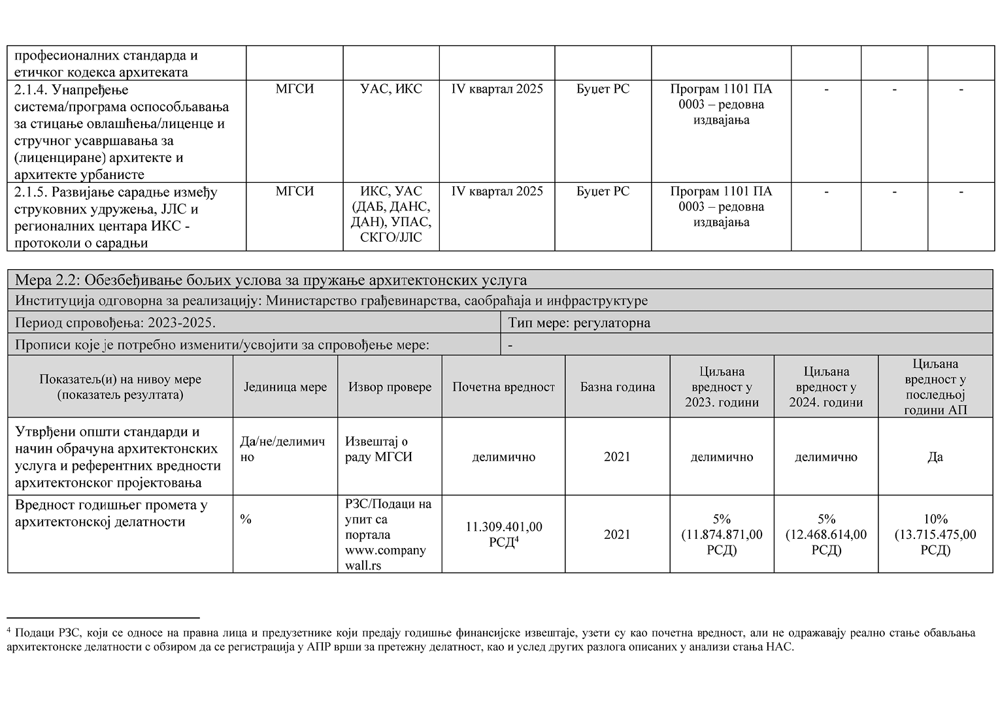 професионалних стандарда и
етичког кодекса архитеката
2.1.4. Унапређење
система/програма оспособљавања
за стицање овлашћења/лиценце и
стручног усавршавања за
(лиценциране) архитекте и
архитекте урбанисте
МГСИ
УАС, ИКС
IV квартал 2025
Буџет РС
Програм 1101 ПА
0003 – редовна
издвајања
-
-
-
2.1.5. Развијање сарадње између
струковних удружења, ЈЛС и
регионалних центара ИКС -
протоколи о сарадњи
МГСИ
ИКС, УАС
(ДАБ, ДАНС,
ДАН), УПАС,
СКГО/ЈЛС
IV квартал 2025
Буџет РС
Програм 1101 ПА
0003 – редовна
издвајања
-
-
-
Мера 2.2: Обезбеђивање бољих услова за пружање архитектонских услуга
Институција одговорна за реализацију: Министарство грађевинарства, саобраћаја и инфраструктуре
Период спровођења: 2023-2025.
Тип мере: регулаторна
Прописи које је потребно изменити/усвојити за спровођење мере:
-
Показатељ(и) на нивоу мере
(показатељ резултата)
Јединица мере
Извор провере
Почетна вредност
Базна година
Циљана
вредност у
2023. години
Циљана
вредност у
2024. години
Циљана
вредност у
последњој
години АП
Утврђени општи стандарди и
начин обрачуна архитектонских
услуга и референтних вредности
архитектонског пројектовања
Да/не/делимич
но
Извештај о
раду МГСИ
делимично
2021
делимично
делимично
Да
Вредност годишњег промета у
архитектонској делатности
%
РЗС/Подаци на
упит са
портала
www.company
wall.rs
11.309.401,00
РСД4
2021
5%
(11.874.871,00
РСД)
5%
(12.468.614,00
РСД)
10%
(13.715.475,00
РСД)
4 Подаци РЗС, који се односе на правна лица и предузетнике који предају годишње финансијске извештаје, узети су као почетна вредност, али не одражавају реално стање обављања
архитектонске делатности с обзиром да се регистрација у АПР врши за претежну делатност, као и услед других разлога описаних у анализи стања НАС.